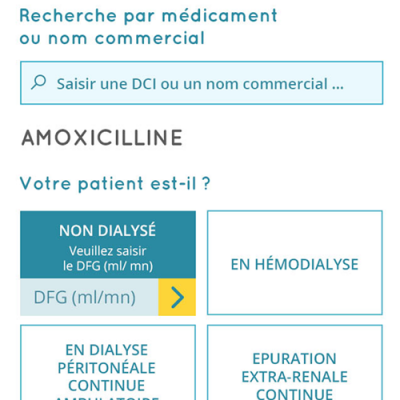 Recherche par médicament
ou nom commercial
Saisir une DCI ou un nom commercial ...
AMOXICILLINE
Votre patient est-il ?
NON DIALYSÉ
Veuillez saisir
le DFG (ml/ mn)
DFG (ml/mn)
EN HÉMODIALYSE
EN DIALYSE
PÉRITONÉALE
CONTINUE
AMBULATOIRE
EPURATION
EXTRA-RENALE
CONTINUE